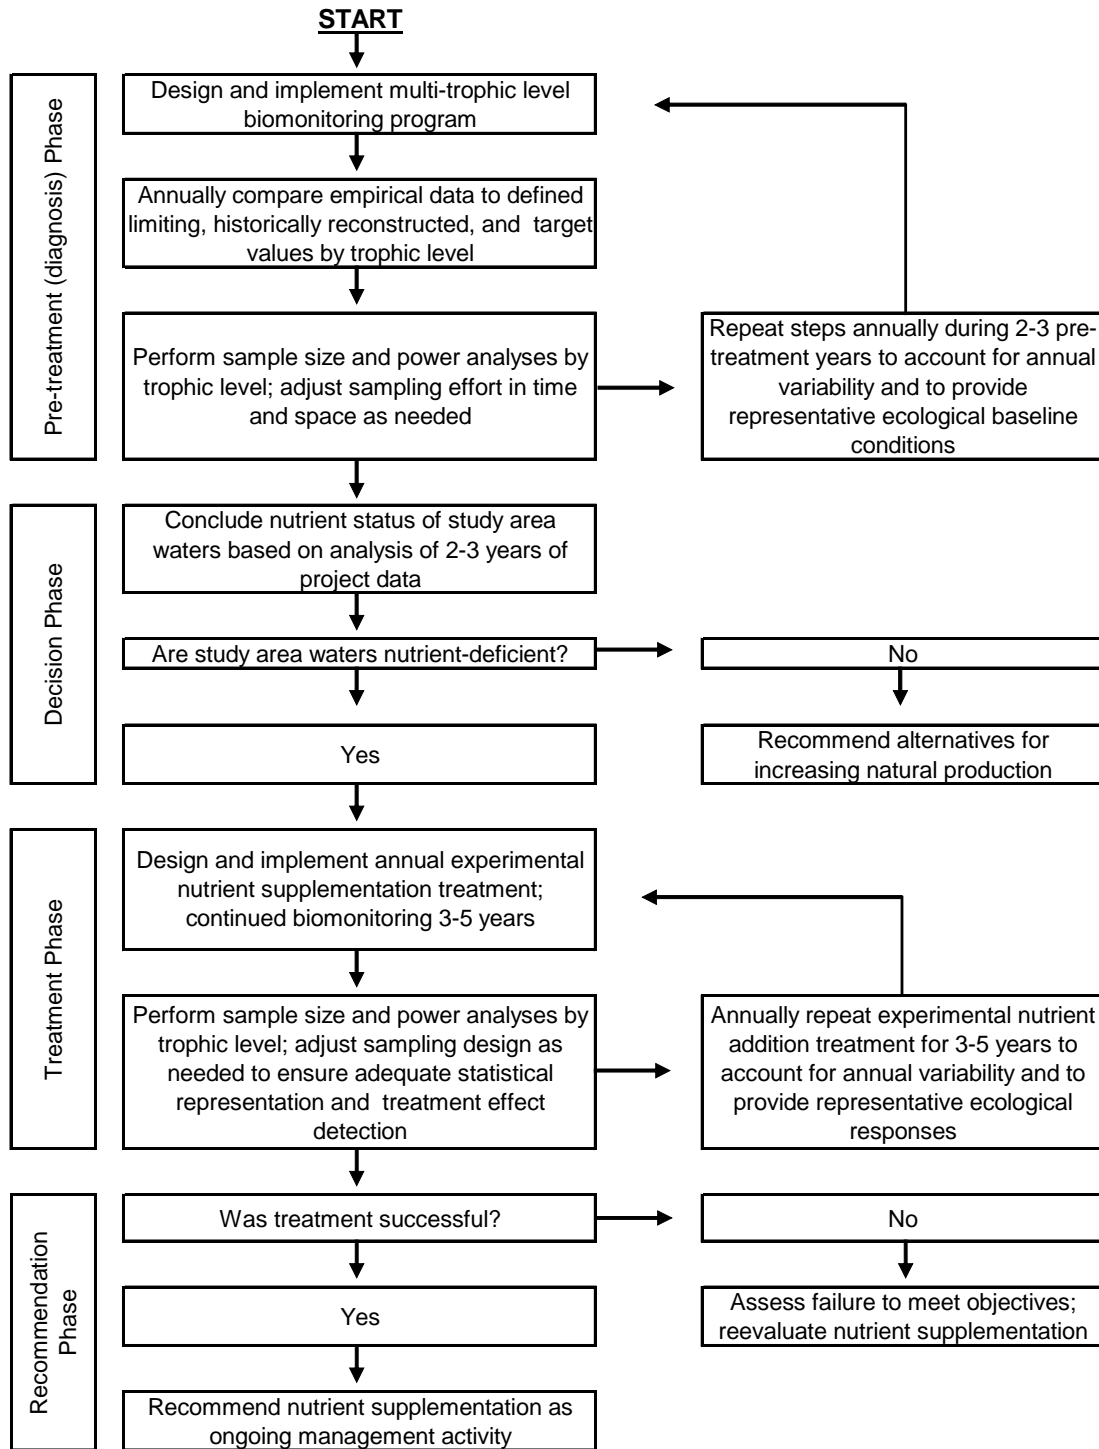 START
Pre-treatment (diagnosis) Phase
Design and implement multi-trophic level
biomonitoring program
Annually compare empirical data to defined
limiting, historically reconstructed, and target
values by trophic level
Perform sample size and power analyses by
trophic level; adjust sampling effort in time
and space as needed
Repeat steps annually during 2-3 pre-
treatment years to account for annual
variability and to provide
representative ecological baseline
conditions
Decision Phase
Conclude nutrient status of study area
waters based on analysis of 2-3 years of
project data
Are study area waters nutrient-deficient?
No
Yes
Recommend alternatives for
increasing natural production
Treatment Phase
Design and implement annual experimental
nutrient supplementation treatment;
continued biomonitoring 3-5 years
Perform sample size and power analyses by
trophic level; adjust sampling design as
needed to ensure adequate statistical
representation and treatment effect
detection
Annually repeat experimental nutrient
addition treatment for 3-5 years to
account for annual variability and to
provide representative ecological
responses
Recommendation
Phase
Was treatment successful?
No
Yes
Assess failure to meet objectives;
reevaluate nutrient supplementation
Recommend nutrient supplementation as
ongoing management activity